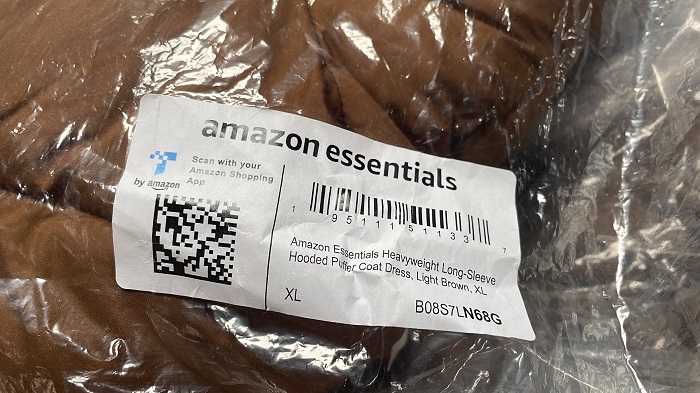 amazon essentials
Scan with your
Amazon Shopping
App
by amazon
1 95111 51133 7
Amazon Essentials Heavyweight Long-Sleeve
Hooded Puffer Coat Dress, Light Brown, XL
XL
B08S7LN68G